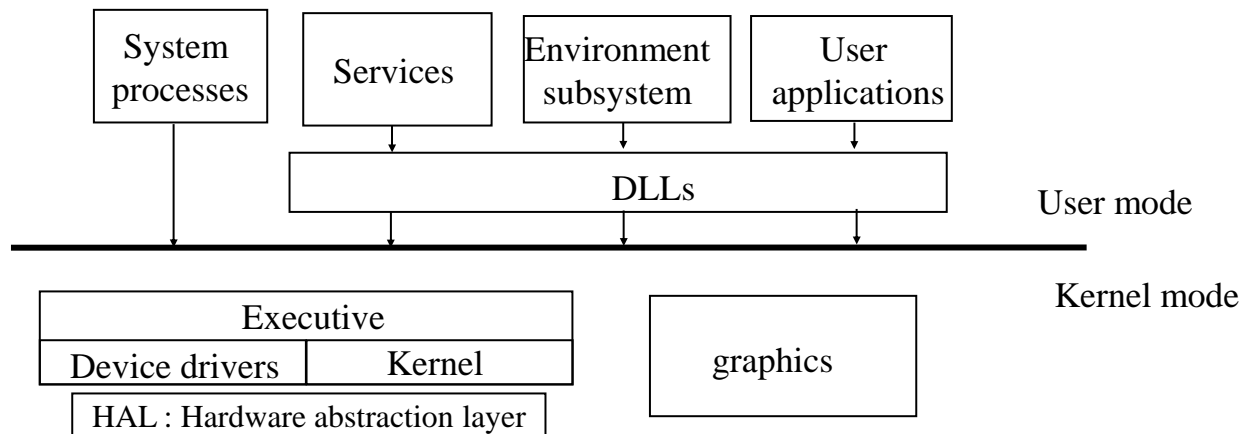 System
processes
Services
Environment
subsystem
User
applications
DLLs
User mode
Kernel mode
Executive
Device drivers
Kernel
graphics
HAL : Hardware abstraction layer